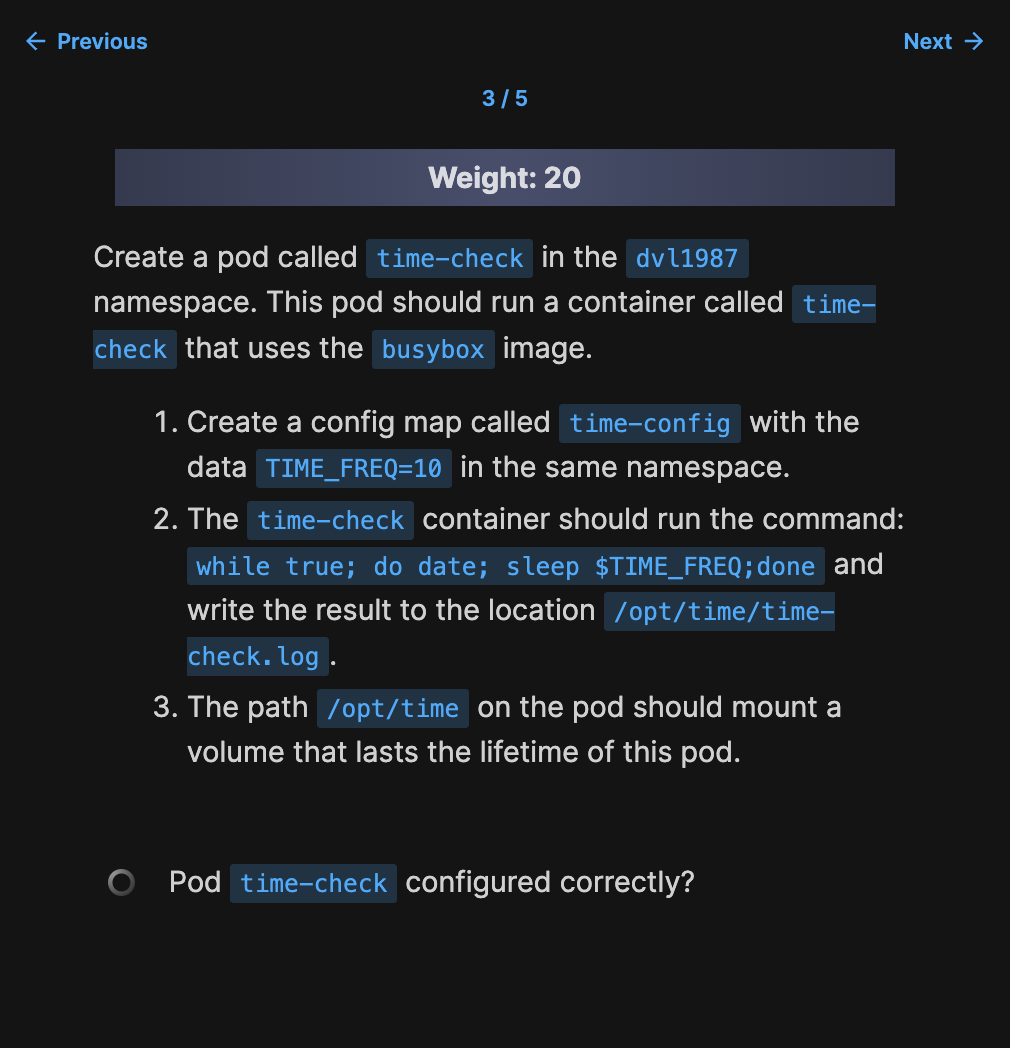 ← Previous
Next →
3 / 5
Weight: 20
Create a pod called time-check in the dvl1987
namespace. This pod should run a container called time-
check that uses the busybox image.
1. Create a config map called time-config with the
data TIME_FREQ=10 in the same namespace.
2. The time-check container should run the command:
while true; do date; sleep $TIME_FREQ;done and
write the result to the location /opt/time/time-
check.log.
3. The path /opt/time on the pod should mount a
volume that lasts the lifetime of this pod.
Pod time-check configured correctly?